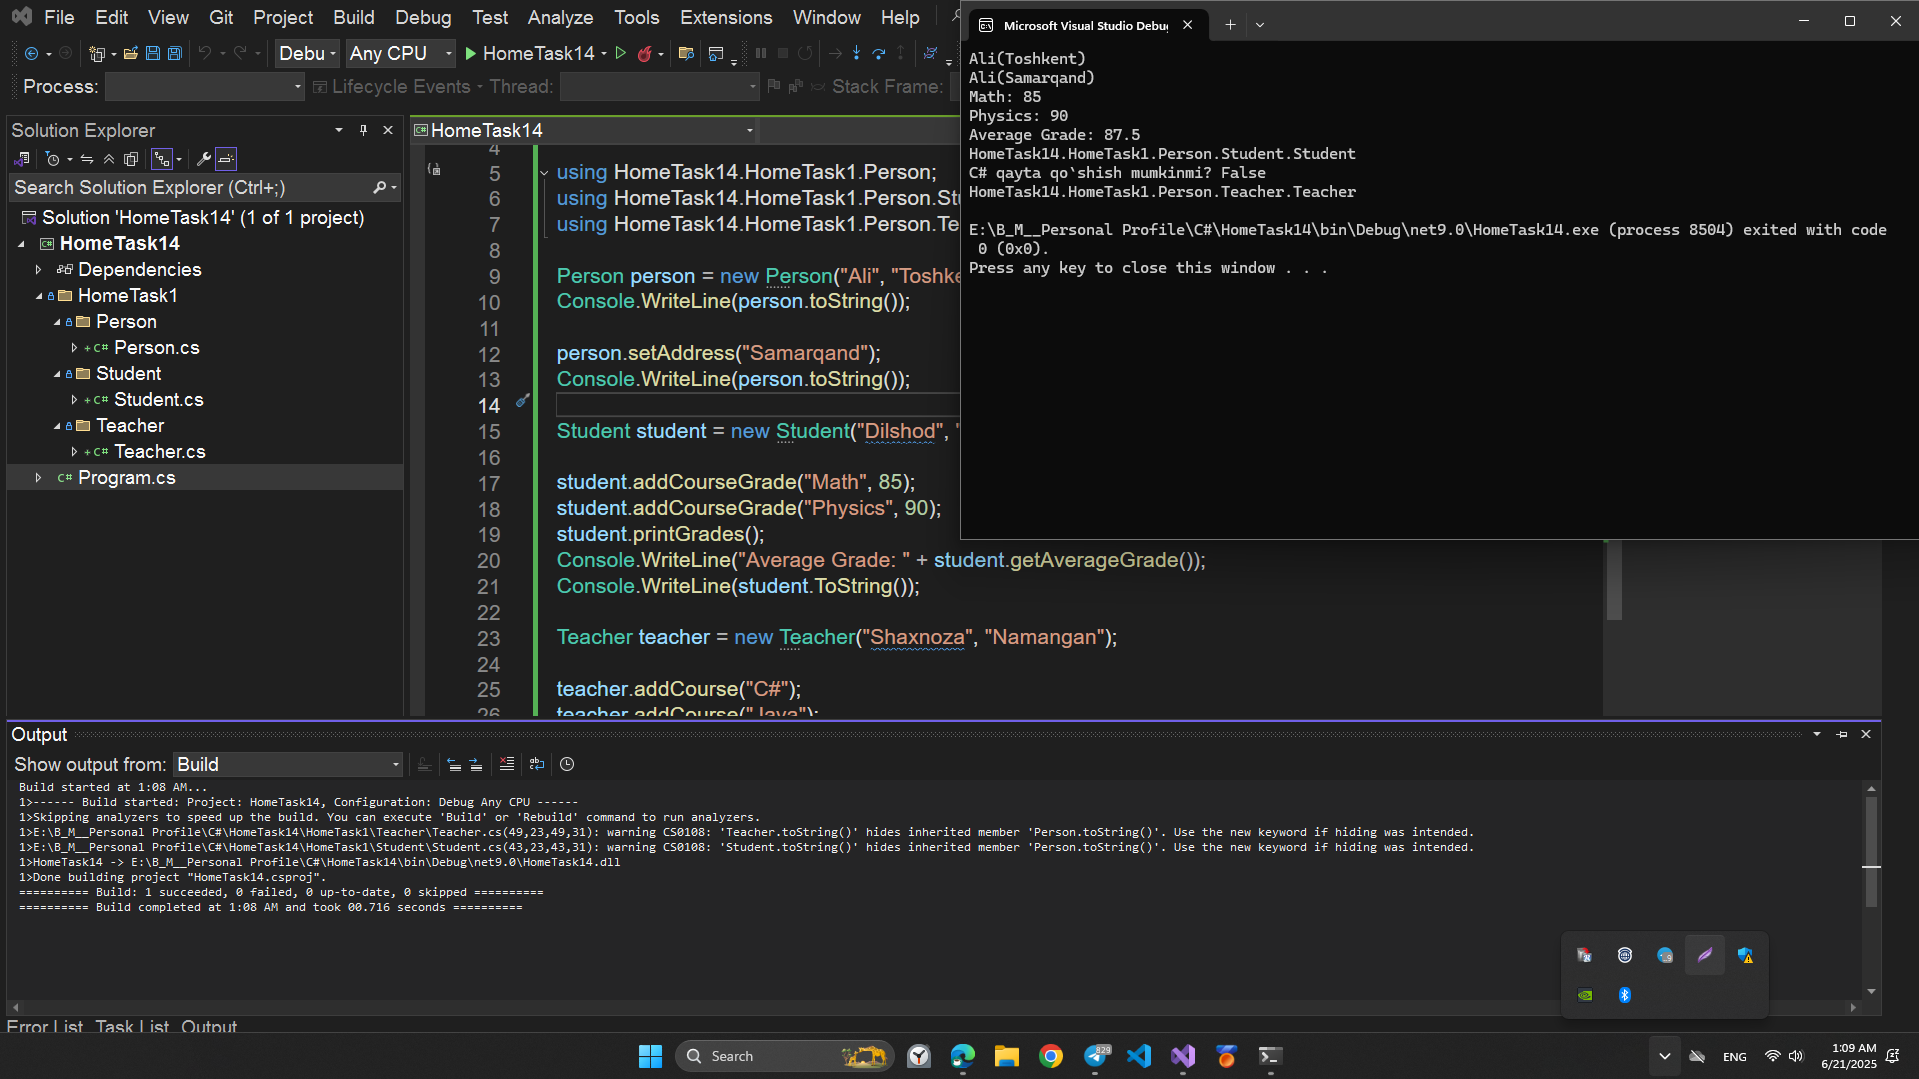 File Edit View Git Project Build Debug Test Analyze Tools Extensions Window Help
Debu Any CPU HomeTask14
Process: Lifecycle Events Thread: Stack Frame:
Solution Explorer
Search Solution Explorer (Ctrl+;)
Solution 'HomeTask14' (1 of 1 project)
HomeTask14
Dependencies
HomeTask1
Person
C# Person.cs
Student
C# Student.cs
Teacher
C# Teacher.cs
C# Program.cs
C# HomeTask14
4
5 using HomeTask14.HomeTask1.Person;
6 using HomeTask14.HomeTask1.Person.St
7 using HomeTask14.HomeTask1.Person.Te
8
9 Person person = new Person("Ali", "Toshke
10 Console.WriteLine(person.toString());
11
12 person.setAddress("Samarqand");
13 Console.WriteLine(person.toString());
14
15 Student student = new Student("Dilshod", "
16
17 student.addCourseGrade("Math", 85);
18 student.addCourseGrade("Physics", 90);
19 student.printGrades();
20 Console.WriteLine("Average Grade: " + student.getAverageGrade());
21 Console.WriteLine(student.ToString());
22
23 Teacher teacher = new Teacher("Shaxnoza", "Namangan");
24
25 teacher.addCourse("C#");
26 teacher.addCourse("Java");
Microsoft Visual Studio Debug
Ali(Toshkent)
Ali(Samarqand)
Math: 85
Physics: 90
Average Grade: 87.5
HomeTask14.HomeTask1.Person.Student.Student
C# qayta qo`shish mumkinmi? False
HomeTask14.HomeTask1.Person.Teacher.Teacher
E:\B_M__Personal Profile\C#\HomeTask14\bin\Debug\net9.0\HomeTask14.exe (process 8504) exited with code
0 (0x0).
Press any key to close this window . . .
Output
Show output from: Build
Build started at 1:08 AM...
1>------ Build started: Project: HomeTask14, Configuration: Debug Any CPU ------
1>Skipping analyzers to speed up the build. You can execute 'Build' or 'Rebuild' command to run analyzers.
1>E:\B_M__Personal Profile\C#\HomeTask14\HomeTask1\Teacher\Teacher.cs(49,23,49,31): warning CS0108: 'Teacher.toString()' hides inherited member 'Person.toString()'. Use the new keyword if hiding was intended.
1>E:\B_M__Personal Profile\C#\HomeTask14\HomeTask1\Student\Student.cs(43,23,43,31): warning CS0108: 'Student.toString()' hides inherited member 'Person.toString()'. Use the new keyword if hiding was intended.
1>HomeTask14 -> E:\B_M__Personal Profile\C#\HomeTask14\bin\Debug\net9.0\HomeTask14.dll
1>Done building project "HomeTask14.csproj".
========== Build: 1 succeeded, 0 failed, 0 up-to-date, 0 skipped ==========
========== Build completed at 1:08 AM and took 00.716 seconds ==========
Error List Task List Output
Search
829
ENG
1:09 AM
6/21/2025